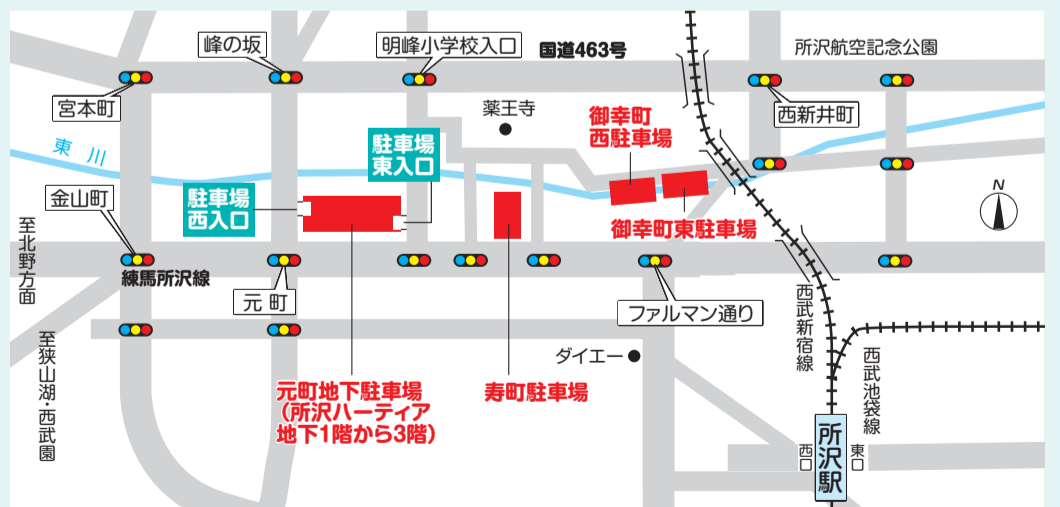 峰の坂
明峰小学校入口
国道463号
所沢航空記念公園
宮本町
薬王寺
御幸町
西駐車場
西新井町
東川
駐車場
東入口
金山町
駐車場
西入口
御幸町東駐車場
N
至北野方面
練馬所沢線
元町
ファルマン通り
西武新宿線
至狭山湖・西武園
ダイエー
西武池袋線
元町地下駐車場
(所沢ハーティア
地下1階から3階)
寿町駐車場
西口
所沢駅
東口